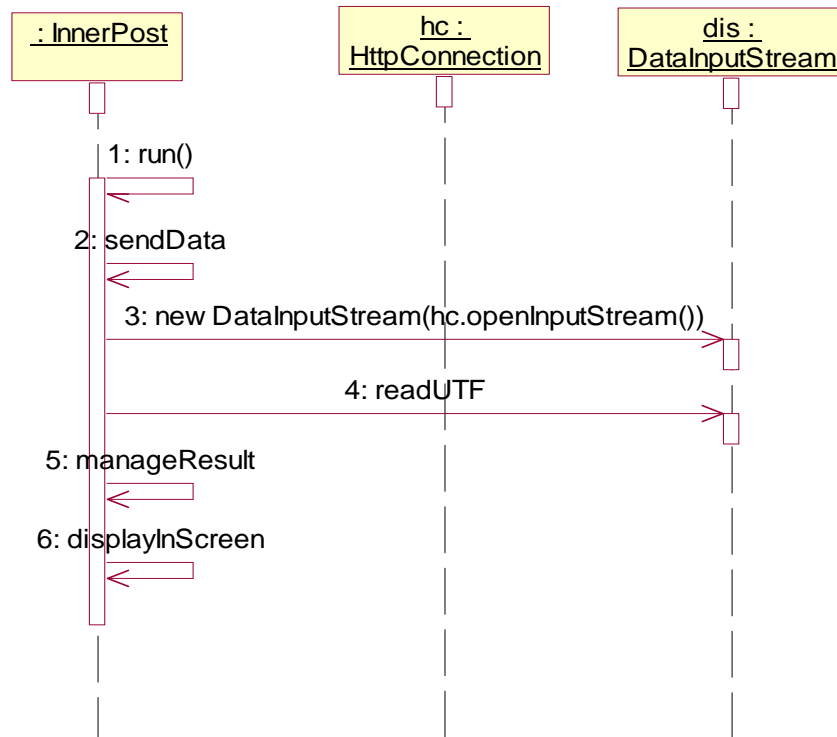 : InnerPost
hc :
HttpConnection
dis :
DataInputStream
1: run()
2: sendData
3: new DataInputStream(hc.openInputStream())
4: readUTF
5: manageResult
6: displayInScreen